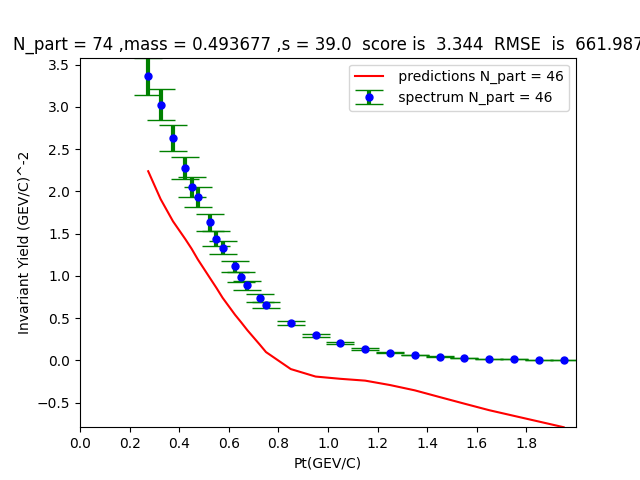 N_part = 74 ,mass = 0.493677 ,s = 39.0 score is 3.344 RMSE is 661.987
predictions N_part = 46
spectrum N_part = 46
Invariant Yield (GEV/C)^-2
3.5
3.0
2.5
2.0
1.5
1.0
0.5
0.0
−0.5
0.0 0.2 0.4 0.6 0.8 1.0 1.2 1.4 1.6 1.8
Pt(GEV/C)